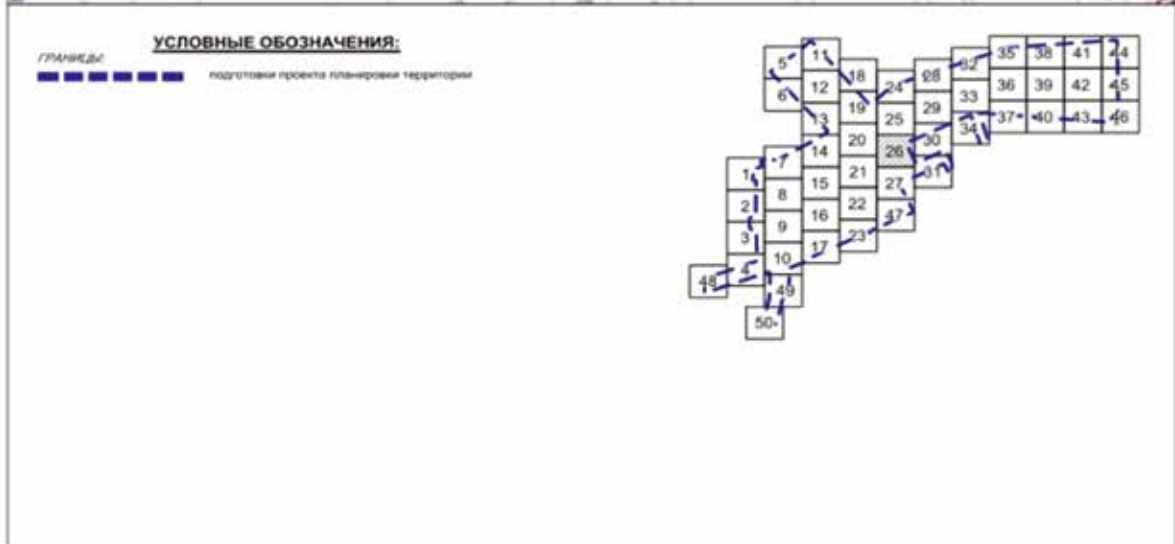 УСЛОВНЫЕ ОБОЗНАЧЕНИЯ:
ГРАНИЦЫ:
подготовки проекта планировки территории
5 11 18 24 28 32 35 38 41 44
6 12 19 25 29 33 36 39 42 45
13 20 26 30 34 37 40 43 46
1 7 14 21 27 31
2 8 15 22 47
3 9 16 23
48 4 10 17
49
50